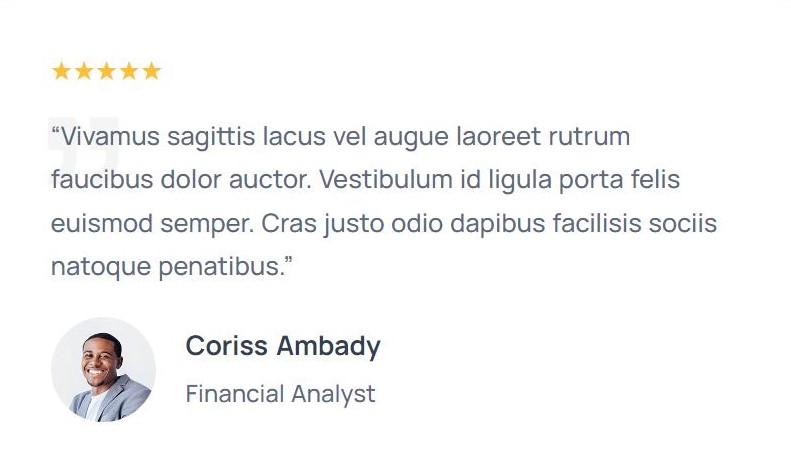 “Vivamus sagittis lacus vel augue laoreet rutrum
faucibus dolor auctor. Vestibulum id ligula porta felis
euismod semper. Cras justo odio dapibus facilisis sociis
natoque penatibus.”
Coriss Ambady
Financial Analyst